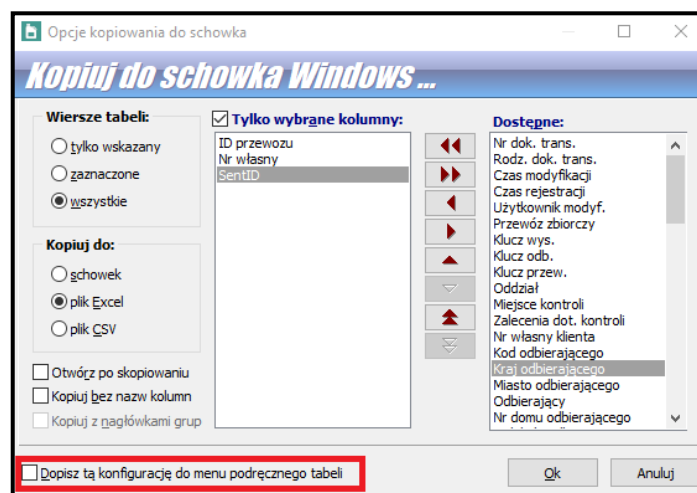 Opcje kopiowania do schowka
Kopiuj do schowka Windows ...
Wiersze tabeli:
tylko wskazany
zaznaczone
wszystkie
Kopiuj do:
schowek
plik Excel
plik CSV
Otwórz po skopiowaniu
Kopiuj bez nazw kolumn
Kopiuj z nagłówkami grup
Tylko wybrane kolumny:
ID przewozu
Nr własny
SentID
Dostępne:
Nr dok. trans.
Rodz. dok. trans.
Czas modyfikacji
Czas rejestracji
Użytkownik modyf.
Przewóz zbiorczy
Klucz wys.
Klucz odb.
Klucz przew.
Oddział
Miejsce kontroli
Zalecenia dot. kontroli
Nr własny klienta
Kod odbierającego
Kraj odbierającego
Miasto odbierającego
Odbierający
Nr domu odbierającego
Dopisz tą konfigurację do menu podręcznego tabeli
Ok
Anuluj